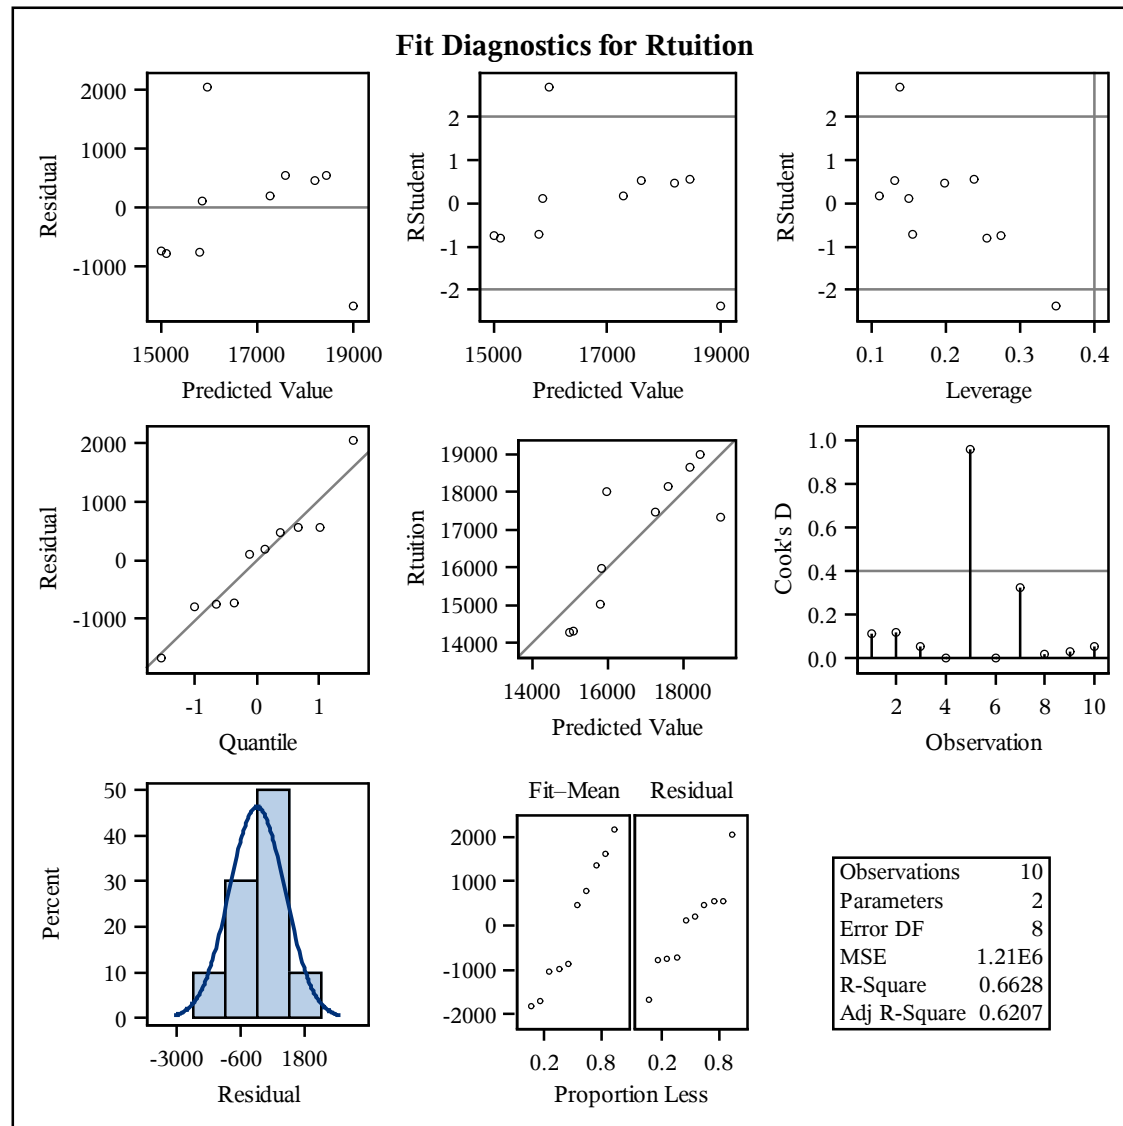 Fit Diagnostics for Rtuition
2000
1000
0
-1000
Residual
15000 17000 19000
Predicted Value
2
1
0
-1
-2
RStudent
15000 17000 19000
Predicted Value
2
1
0
-1
-2
RStudent
0.1 0.2 0.3 0.4
Leverage
2000
1000
0
-1000
Residual
-1 0 1
Quantile
19000
18000
17000
16000
15000
14000
Rtuition
14000 16000 18000
Predicted Value
1.0
0.8
0.6
0.4
0.2
0.0
Cook's D
2 4 6 8 10
Observation
50
40
30
20
10
0
Percent
-3000 -600 1800
Residual
Fit–Mean Residual
2000
1000
0
-1000
-2000
0.2 0.8 0.2 0.8
Proportion Less
Observations 10
Parameters 2
Error DF 8
MSE 1.21E6
R-Square 0.6628
Adj R-Square 0.6207